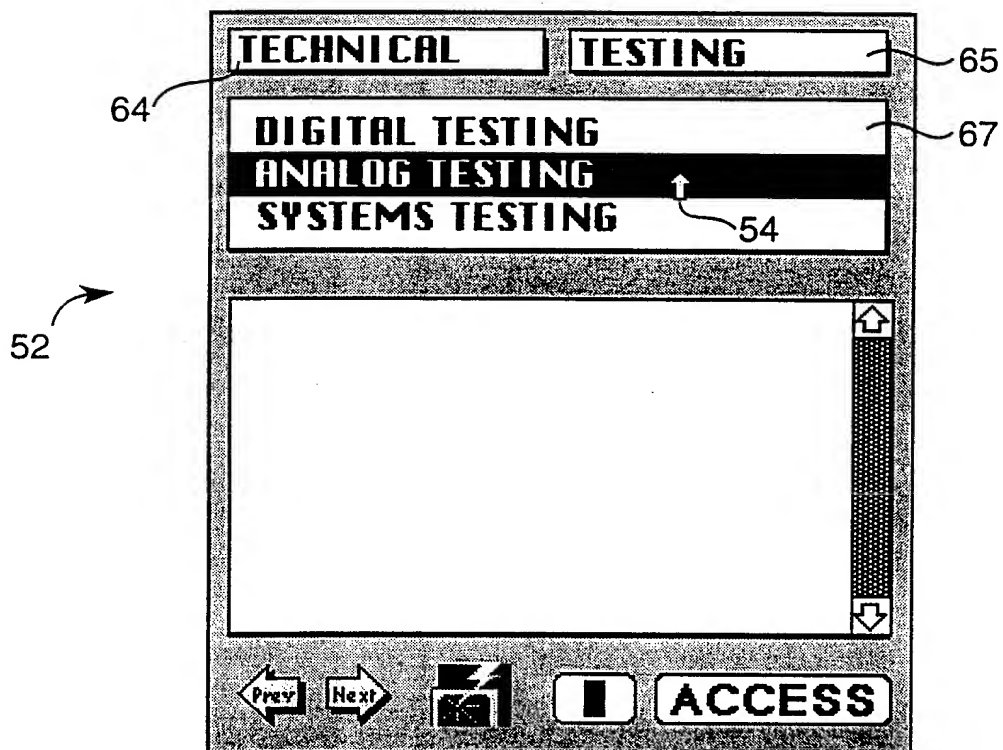 TECHNICAL TESTING
64
65
DIGITAL TESTING
67
ANALOG TESTING
54
SYSTEMS TESTING
52
Prev Next ACCESS